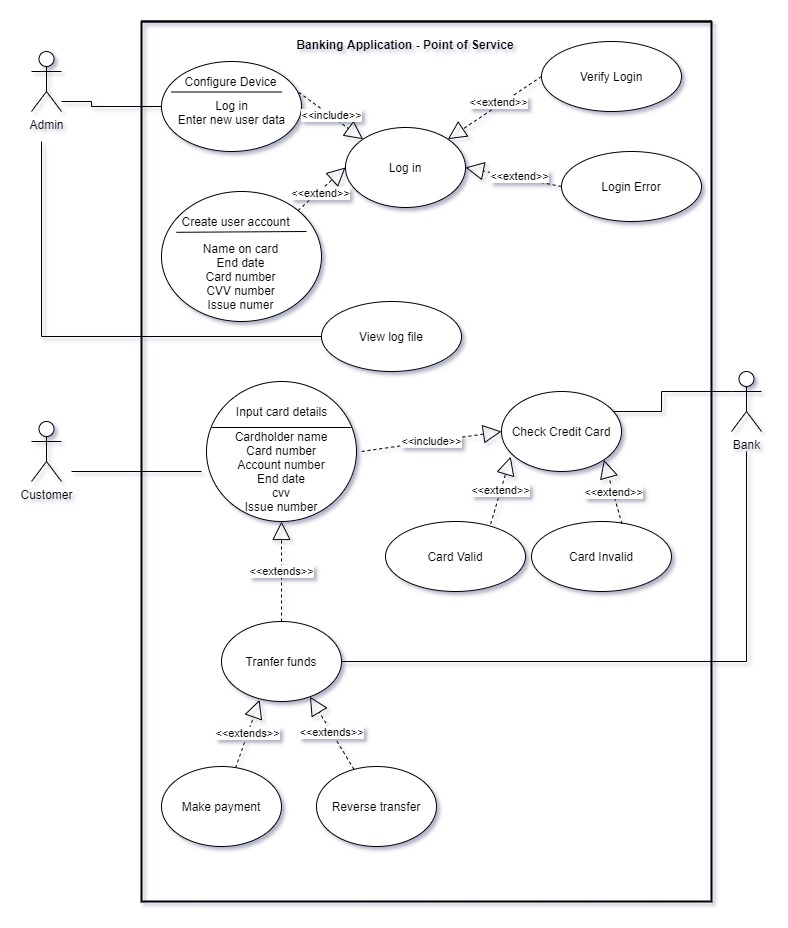 Banking Application - Point of Service
Admin
Configure Device
Log in
Enter new user data
<<include>>
<<extend>>
Verify Login
Log in
<<extend>>
Login Error
<<extend>>
Create user account
Name on card
End date
Card number
CVV number
Issue numer
View log file
Customer
Input card details
Cardholder name
Card number
Account number
End date
cvv
Issue number
<<include>>
Check Credit Card
Bank
<<extend>>
<<extend>>
Card Valid
Card Invalid
<<extends>>
Tranfer funds
<<extends>>
<<extends>>
Make payment
Reverse transfer